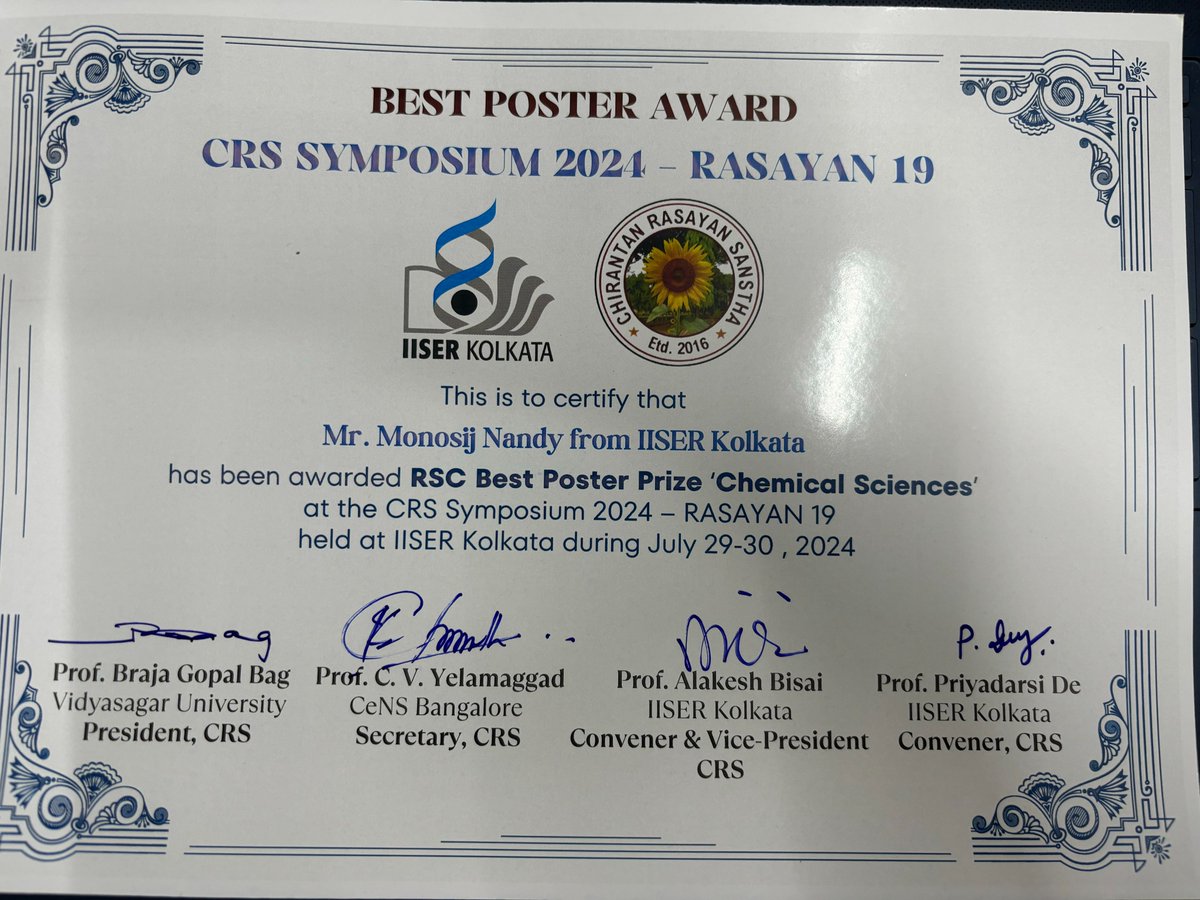 BEST POSTER AWARD
CRS SYMPOSIUM 2024 – RASAYAN 19
IISER KOLKATA
CHIRANTAN RASAYAN SANSTHA
Etd. 2016
This is to certify that
Mr. Monosij Nandy from IISER Kolkata
has been awarded RSC Best Poster Prize ‘Chemical Sciences’
at the CRS Symposium 2024 – RASAYAN 19
held at IISER Kolkata during July 29-30 , 2024
P. Dey.
Prof. Braja Gopal Bag
Vidyasagar University
President, CRS
Prof. C. V. Yelamaggad
CeNS Bangalore
Secretary, CRS
Prof. Alakesh Bisai
IISER Kolkata
Convener & Vice-President
CRS
Prof. Priyadarsi De
IISER Kolkata
Convener, CRS